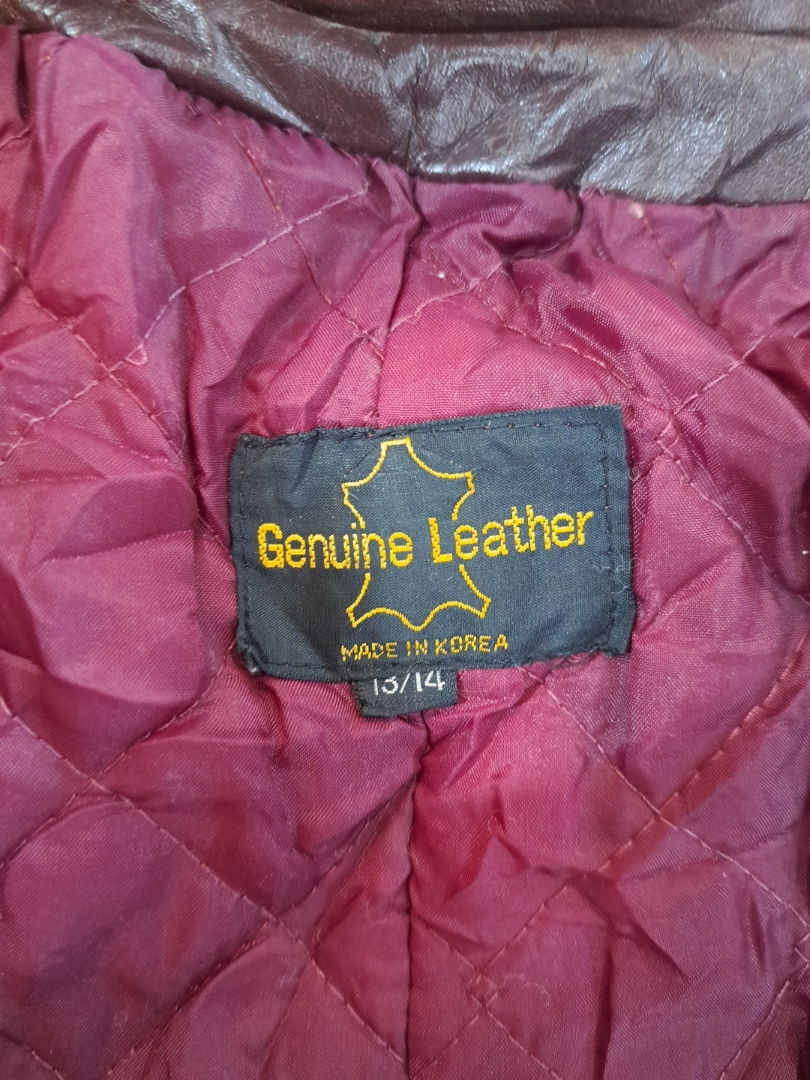 Genuine Leather
MADE IN KOREA
13/14